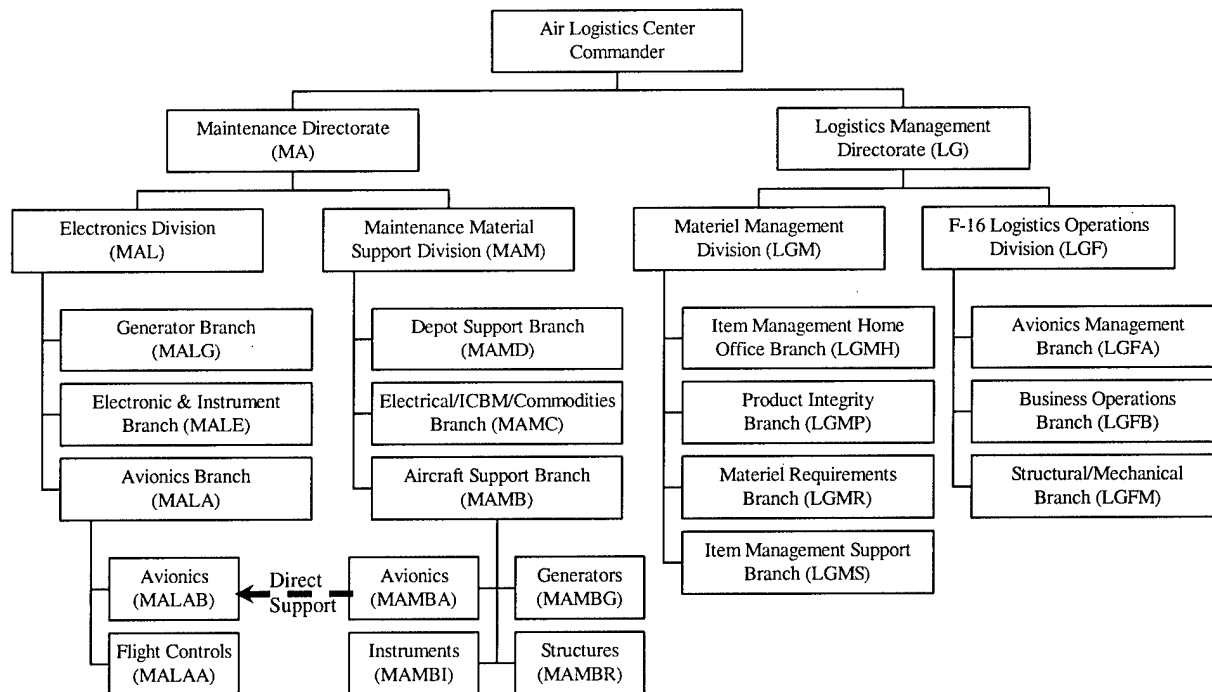 Air Logistics Center
Commander
Maintenance Directorate
(MA)
Logistics Management
Directorate (LG)
Electronics Division
(MAL)
Maintenance Material
Support Division (MAM)
Materiel Management
Division (LGM)
F-16 Logistics Operations
Division (LGF)
Generator Branch
(MALG)
Depot Support Branch
(MAMD)
Item Management Home
Office Branch (LGMH)
Avionics Management
Branch (LGFA)
Electronic & Instrument
Branch (MALE)
Electrical/ICBM/Commodities
Branch (MAMC)
Product Integrity
Branch (LGMP)
Business Operations
Branch (LGFB)
Avionics Branch
(MALA)
Aircraft Support Branch
(MAMB)
Materiel Requirements
Branch (LGMR)
Structural/Mechanical
Branch (LGFM)
Item Management Support
Branch (LGMS)
Avionics
(MALAB)
Direct
Support
Avionics
(MAMBA)
Generators
(MAMBG)
Flight Controls
(MALAA)
Instruments
(MAMBI)
Structures
(MAMBR)